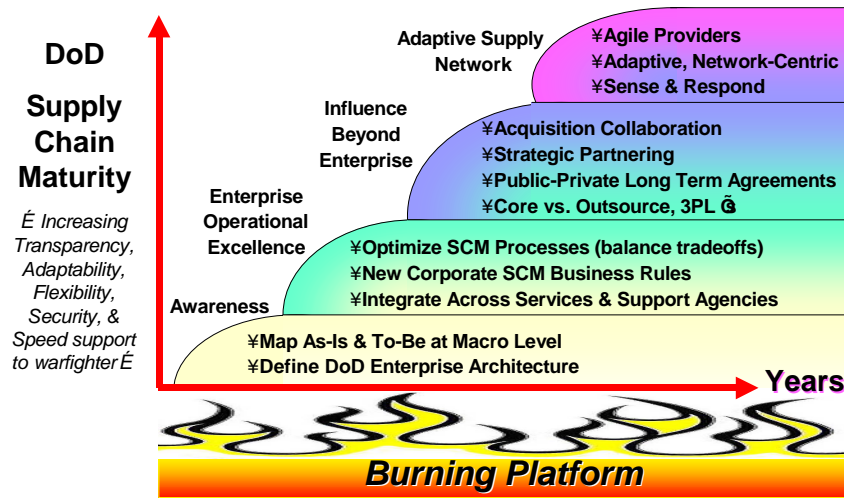 DoD
Supply
Chain
Maturity
É Increasing
Transparency,
Adaptability,
Flexibility,
Security, &
Speed support
to warfighter É
Adaptive Supply
Network
¥Agile Providers
¥Adaptive, Network-Centric
¥Sense & Respond
Influence
Beyond
Enterprise
¥Acquisition Collaboration
¥Strategic Partnering
¥Public-Private Long Term Agreements
¥Core vs. Outsource, 3PL
Enterprise
Operational
Excellence
¥Optimize SCM Processes (balance tradeoffs)
¥New Corporate SCM Business Rules
¥Integrate Across Services & Support Agencies
Awareness
¥Map As-Is & To-Be at Macro Level
¥Define DoD Enterprise Architecture
Years
Burning Platform